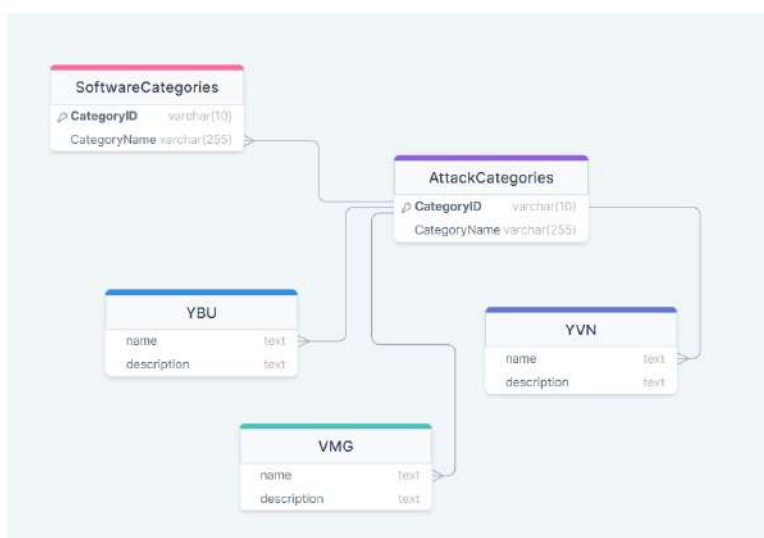 SoftwareCategories
CategoryID varchar(10)
CategoryName varchar(255)
AttackCategories
CategoryID varchar(10)
CategoryName varchar(255)
YBU
name text
description text
YVN
name text
description text
VMG
name text
description text